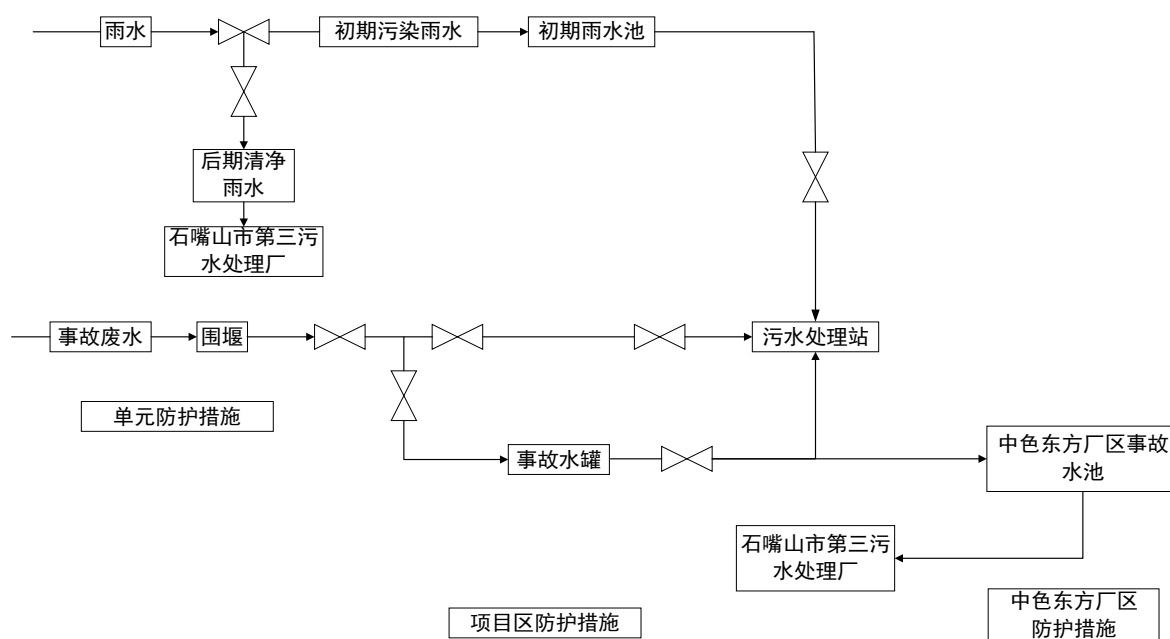 雨水
初期污染雨水
初期雨水池
后期清净
雨水
石嘴山市第三污
水处理厂
事故废水
围堰
污水处理站
单元防护措施
事故水罐
中色东方厂区事故
水池
石嘴山市第三污
水处理厂
项目区防护措施
中色东方厂区
防护措施